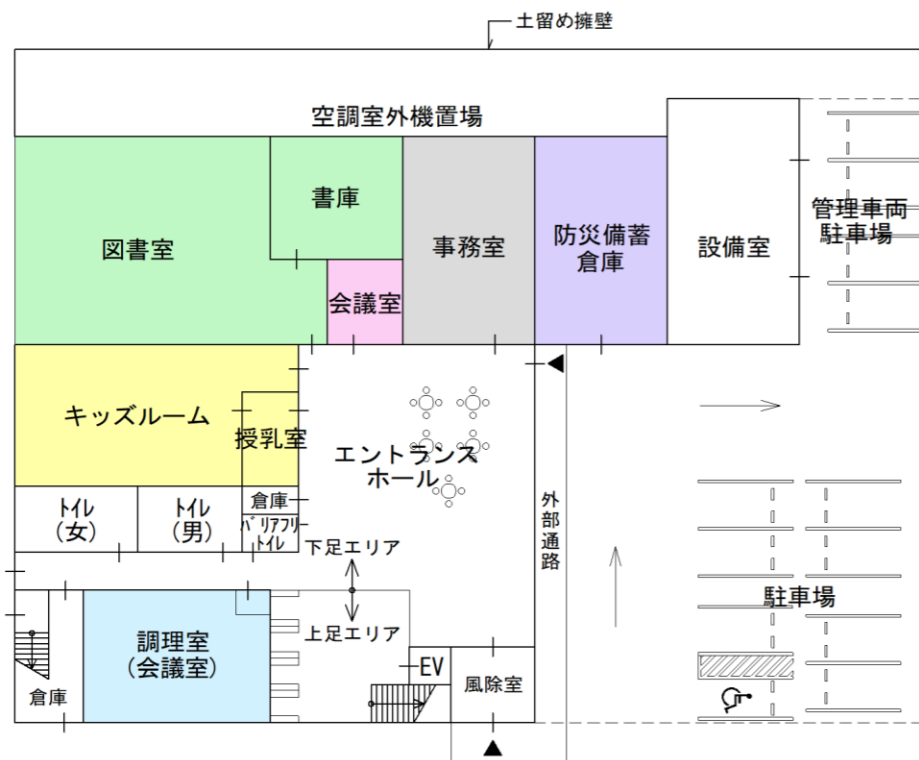 土留め擁壁
空調室外機置場
図書室
書庫
会議室
事務室
防災備蓄
倉庫
設備室
管理車両
駐車場
キッズルーム
授乳室
エントランス
ホール
トイレ
(女)
トイレ
(男)
倉庫
バリアフリ
トイレ
外部通路
下足エリア
上足エリア
調理室
(会議室)
倉庫
EV
風除室
駐車場